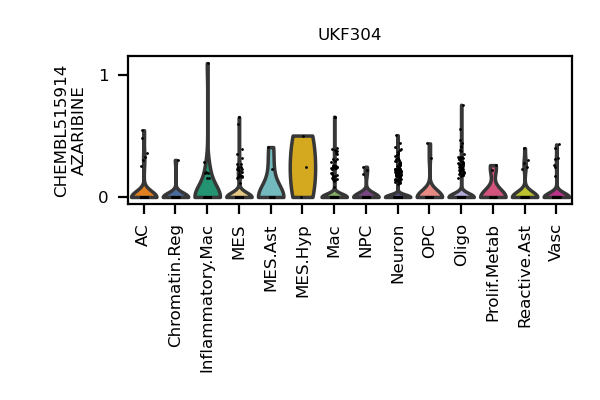 UKF304
CHEMBL515914
AZARIBINE
1
0
AC
Chromatin.Reg
Inflammatory.Mac
MES
MES.Ast
MES.Hyp
Mac
NPC
Neuron
OPC
Oligo
Prolif.Metab
Reactive.Ast
Vasc